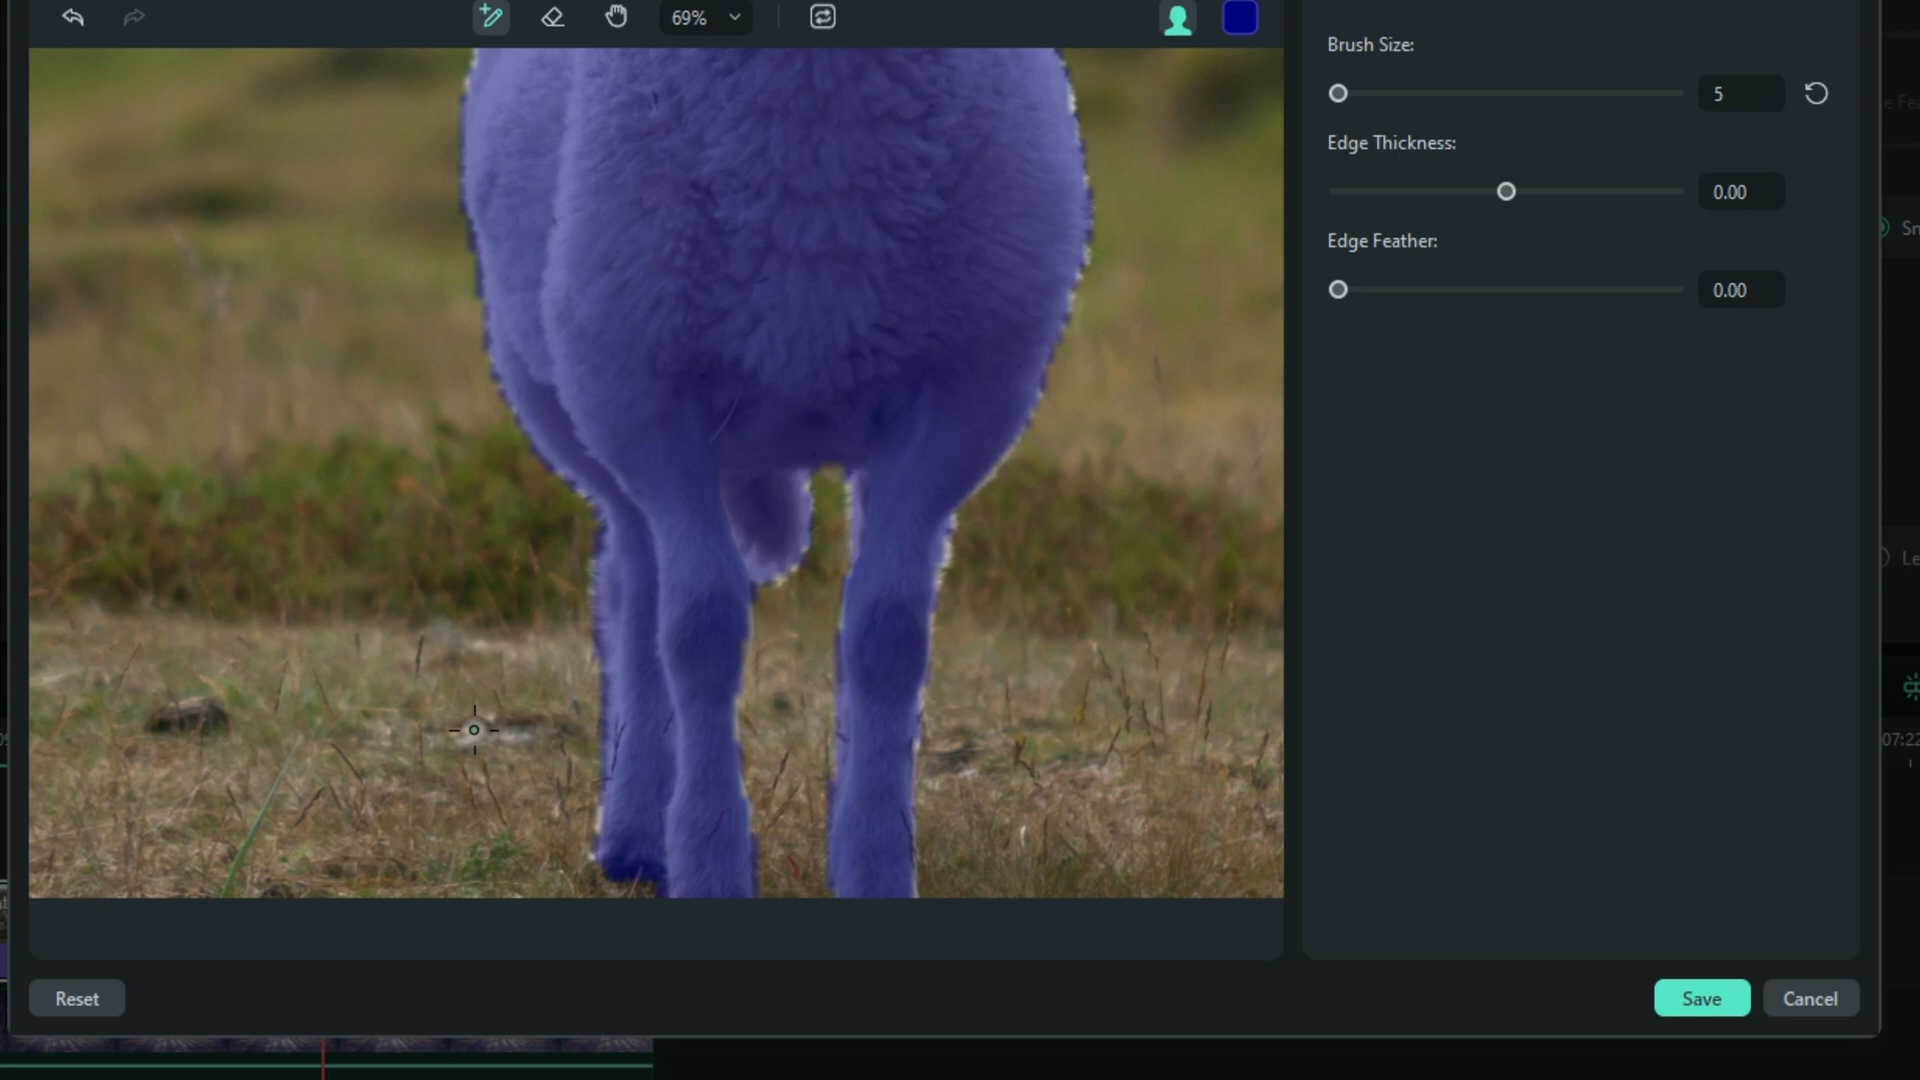 69%
Brush Size:
5
Edge Thickness:
0.00
Edge Feather:
0.00
Reset
Save
Cancel
07:22